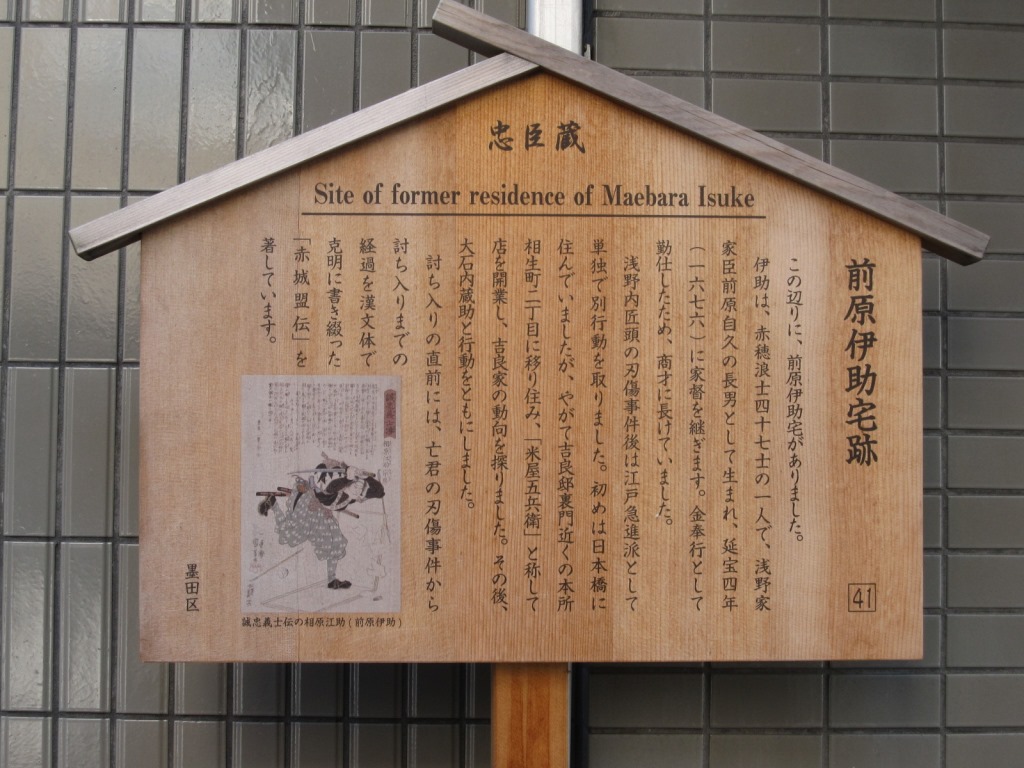 忠臣蔵
Site of former residence of Maebara Isuke
前原伊助宅跡
41
この辺りに、前原伊助宅がありました。
伊助は、赤穂浪士四十七士の一人で、浅野家
家臣前原自久の長男として生まれ、延宝四年
(一六七六)に家督を継ぎます。金奉行として
勤仕したため、商才に長けていました。
浅野内匠頭の刃傷事件後は江戸急進派として
単独で別行動を取りました。初めは日本橋に
住んでいましたが、やがて吉良邸裏門近くの本所
相生町二丁目に移り住み、「米屋五兵衛」と称して
店を開業し、吉良家の動向を探りました。その後、
大石内蔵助と行動をともにしました。
討ち入りの直前には、亡君の刃傷事件から
討ち入りまでの
経過を漢文体で
克明に書き綴った
「赤城盟伝」を
著しています。
誠忠義士伝の相原江助(前原伊助)
墨田区